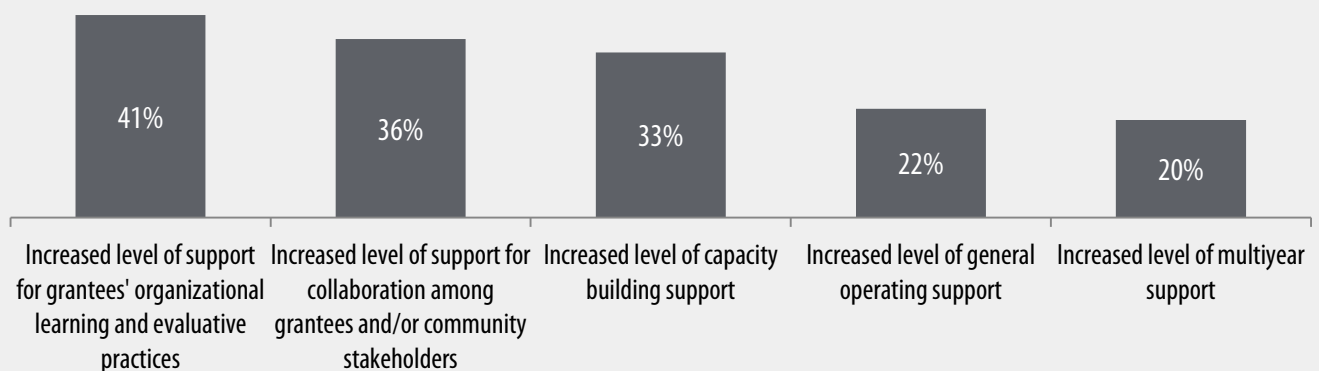 41%
36%
33%
22%
20%
Increased level of support
for grantees' organizational
learning and evaluative
practices
Increased level of support for
collaboration among
grantees and/or community
stakeholders
Increased level of capacity
building support
Increased level of general
operating support
Increased level of multiyear
support